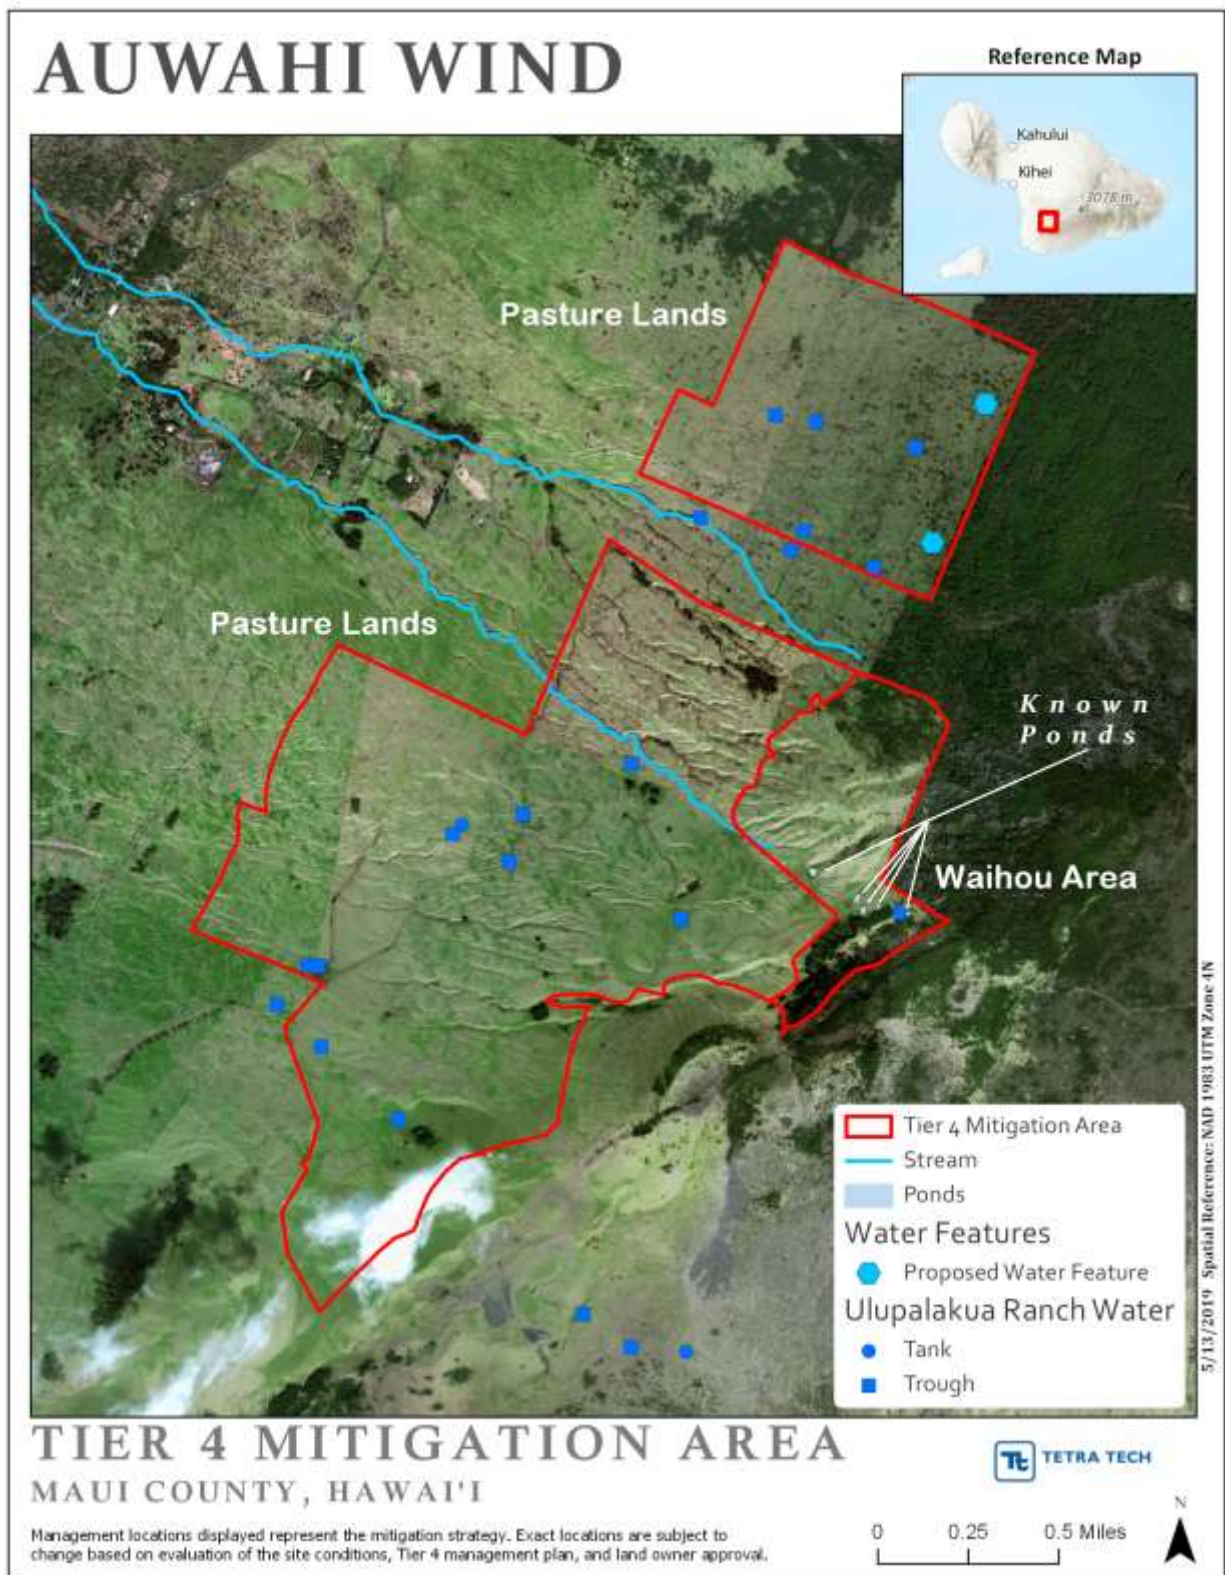 AUWAHI WIND
Reference Map
Kahului
Kihei
3078 m
Pasture Lands
Pasture Lands
Known
Ponds
Waihou Area
Tier 4 Mitigation Area
Stream
Ponds
Water Features
Proposed Water Feature
Ulupalakua Ranch Water
Tank
Trough
5/13/2019 Spatial Reference: NAD 1983 UTM Zone 4N
TIER 4 MITIGATION AREA
MAUI COUNTY, HAWAI'I
Tt TETRA TECH
Management locations displayed represent the mitigation strategy. Exact locations are subject to
change based on evaluation of the site conditions, Tier 4 management plan, and land owner approval.
0 0.25 0.5 Miles
N